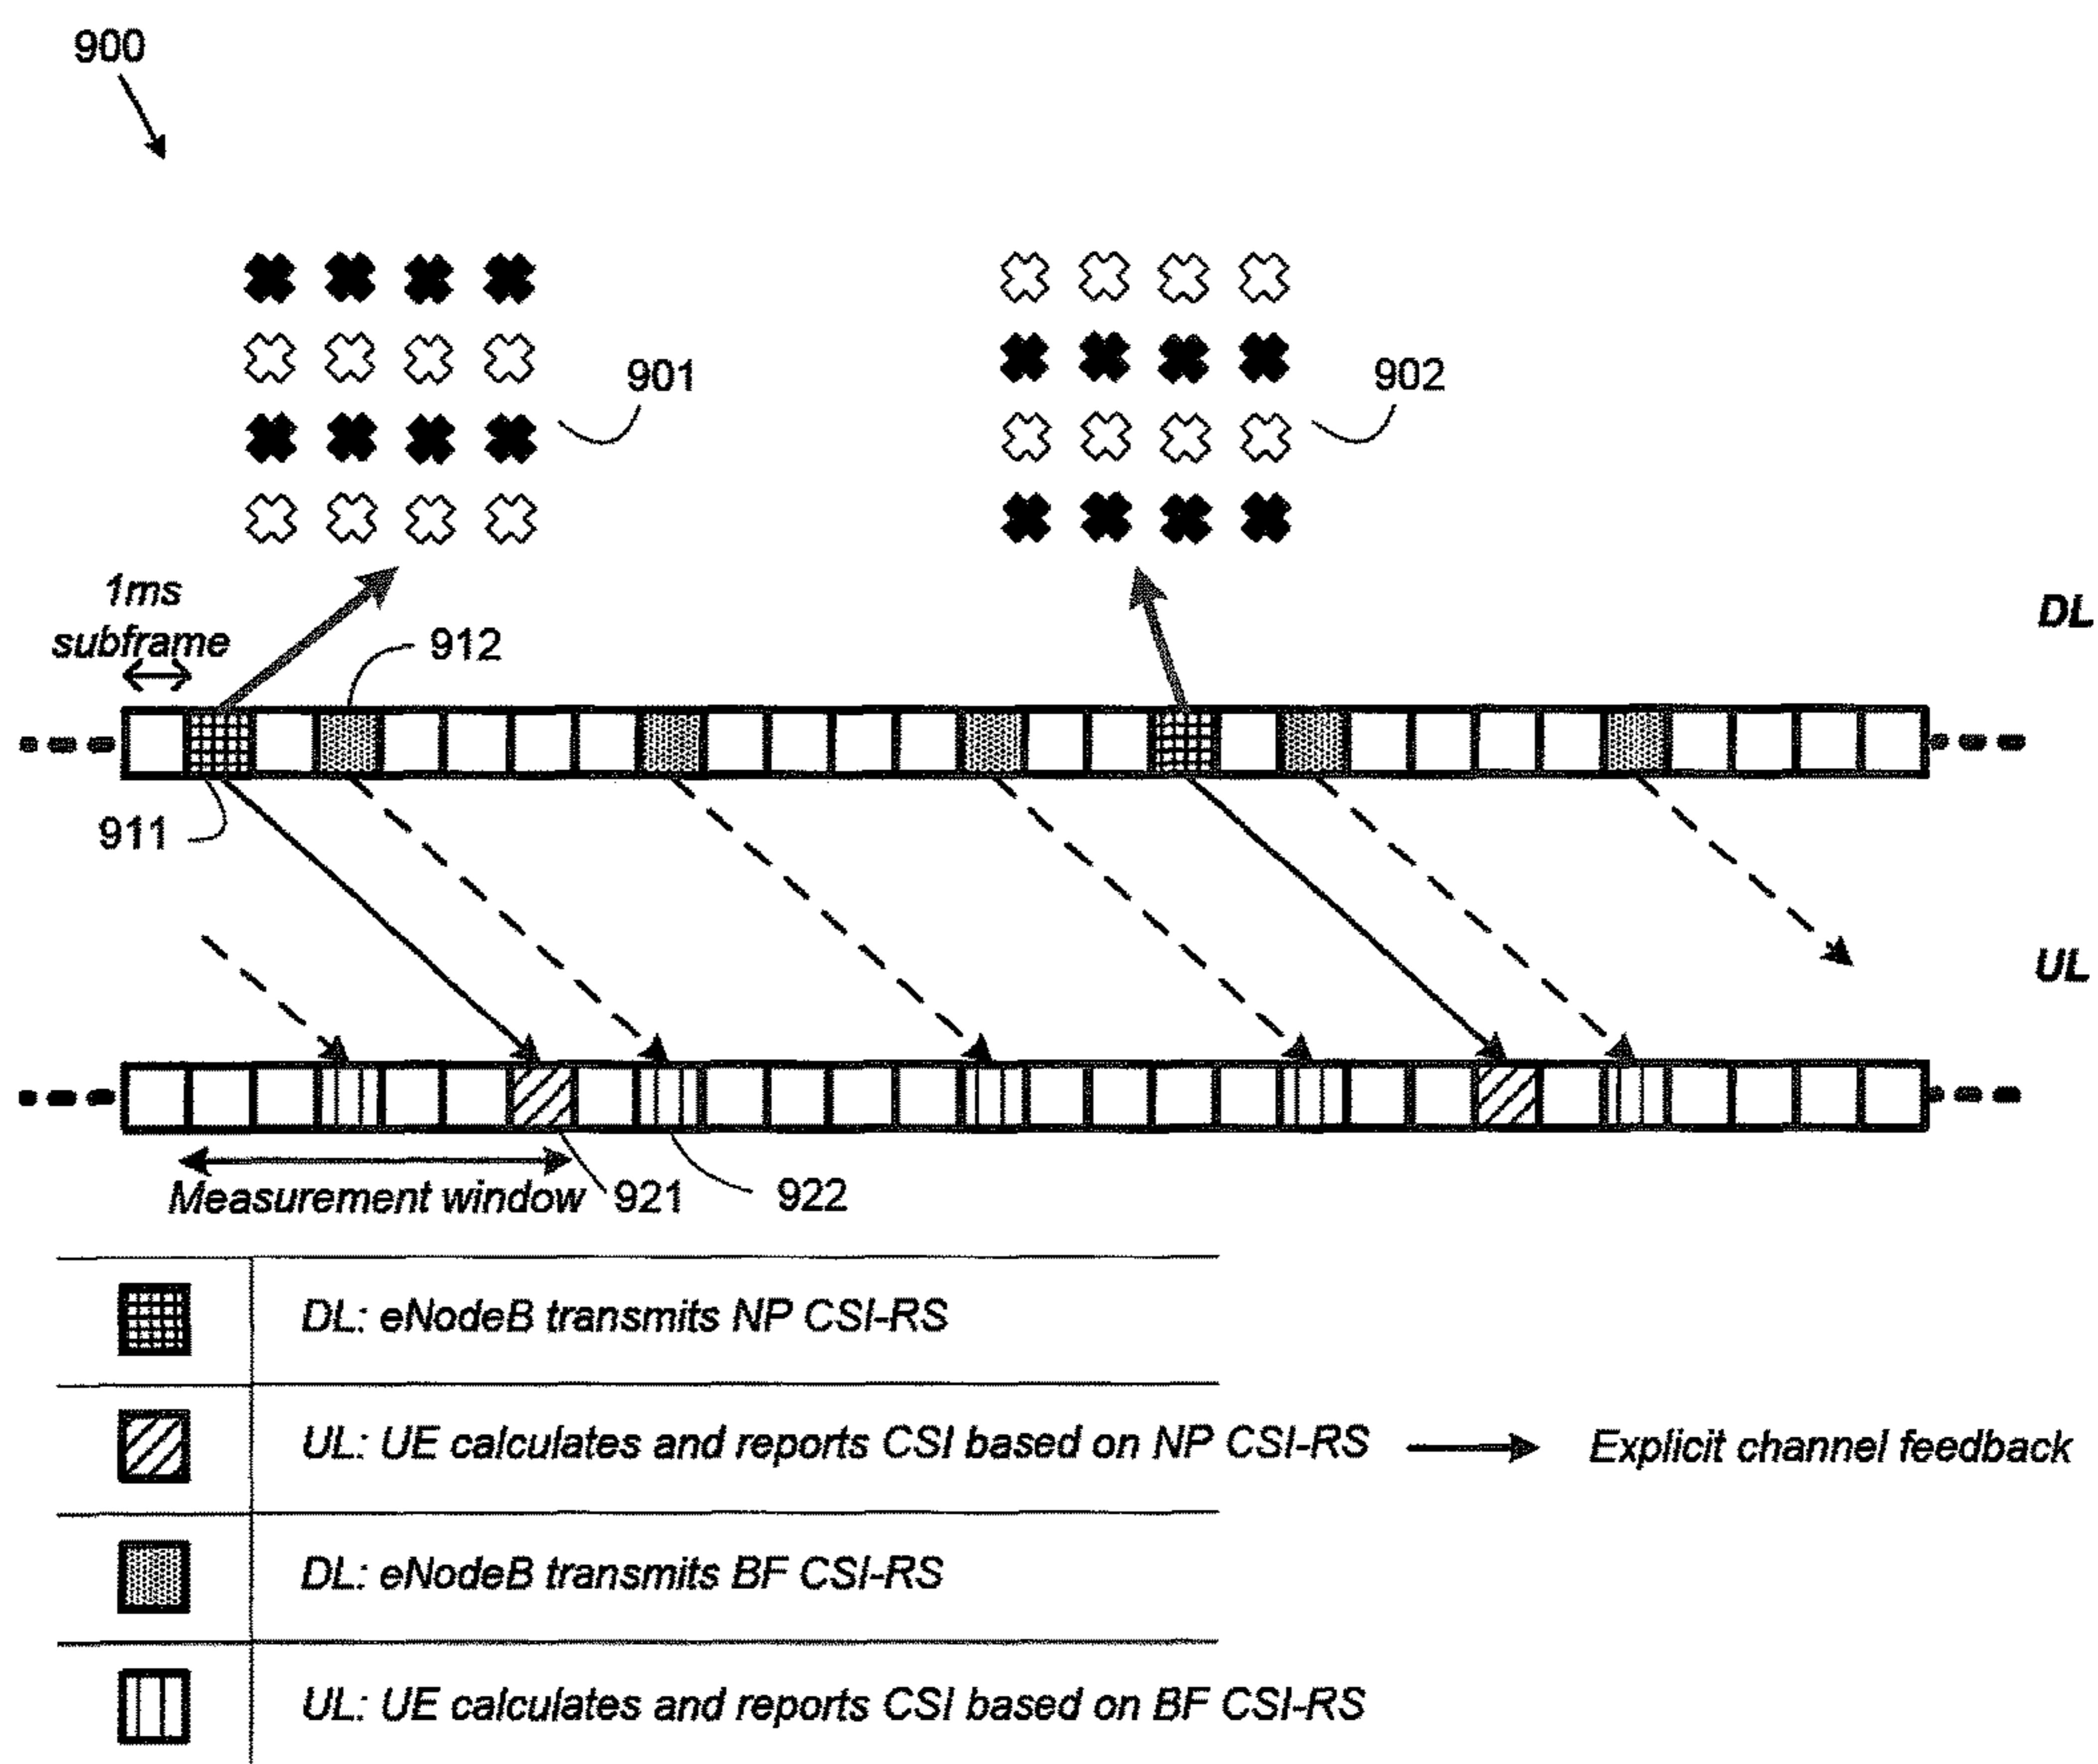 900
901
902
1ms
subframe
912
DL
911
UL
Measurement window
921
922
DL: eNodeB transmits NP CSI-RS
UL: UE calculates and reports CSI based on NP CSI-RS
Explicit channel feedback
DL: eNodeB transmits BF CSI-RS
UL: UE calculates and reports CSI based on BF CSI-RS